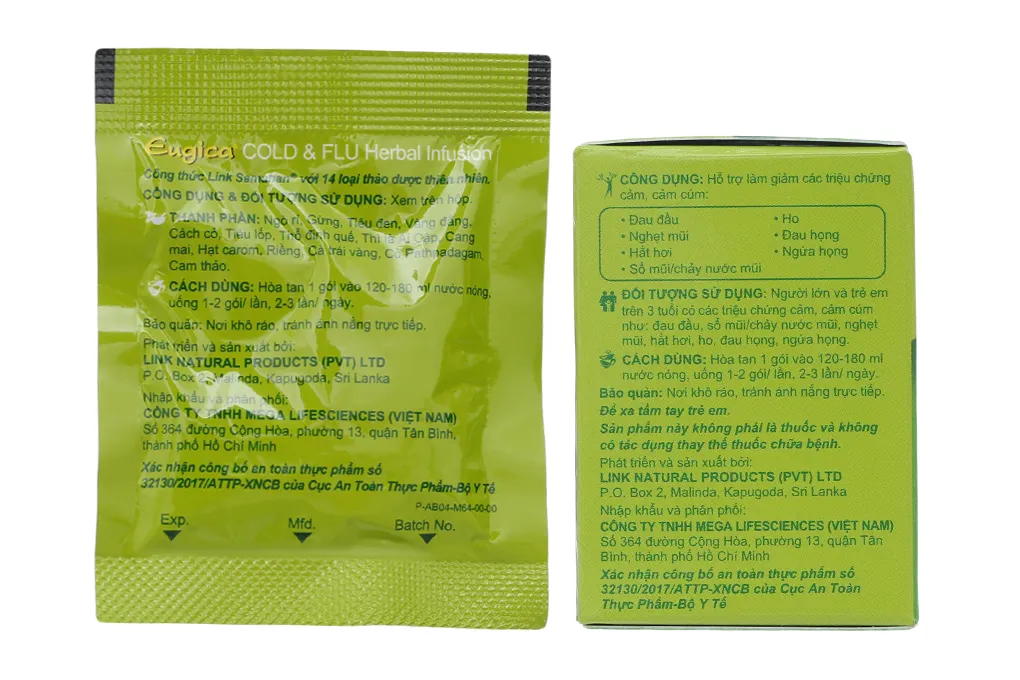 Eugica COLD & FLU Herbal Infusion
Công thức Link Samahan® với 14 loại thảo dược thiên nhiên.
CÔNG DỤNG & ĐỐI TƯỢNG SỬ DỤNG: Xem trên hộp.
THÀNH PHẦN: Ngò rí, Gừng, Tiêu đen, Vàng đắng,
Cách cỏ, Tiêu lốp, Thổ đinh quế, Thì là Ai Cập, Cang
mai, Hạt carom, Riềng, Cà trái vàng, Cỏ Pathpadagam,
Cam thảo.
CÁCH DÙNG: Hòa tan 1 gói vào 120-180 ml nước nóng,
uống 1-2 gói/ lần, 2-3 lần/ ngày.
Bảo quản: Nơi khô ráo, tránh ánh nắng trực tiếp.
Phát triển và sản xuất bởi:
LINK NATURAL PRODUCTS (PVT) LTD
P.O. Box 2, Malinda, Kapugoda, Sri Lanka
Nhập khẩu và phân phối:
CÔNG TY TNHH MEGA LIFESCIENCES (VIỆT NAM)
Số 364 đường Cộng Hòa, phường 13, quận Tân Bình,
thành phố Hồ Chí Minh
Xác nhận công bố an toàn thực phẩm số
32130/2017/ATTP-XNCB của Cục An Toàn Thực Phẩm-Bộ Y Tế
P-AB04-M64-00-00
Exp. Mfd. Batch No.
CÔNG DỤNG: Hỗ trợ làm giảm các triệu chứng
cảm, cảm cúm:
• Đau đầu • Ho
• Nghẹt mũi • Đau họng
• Hắt hơi • Ngứa họng
• Sổ mũi/chảy nước mũi
ĐỐI TƯỢNG SỬ DỤNG: Người lớn và trẻ em
trên 3 tuổi có các triệu chứng cảm, cảm cúm
như: đau đầu, sổ mũi/chảy nước mũi, nghẹt
mũi, hắt hơi, ho, đau họng, ngứa họng.
CÁCH DÙNG: Hòa tan 1 gói vào 120-180 ml
nước nóng, uống 1-2 gói/ lần, 2-3 lần/ ngày.
Bảo quản: Nơi khô ráo, tránh ánh nắng trực tiếp.
Để xa tầm tay trẻ em.
Sản phẩm này không phải là thuốc và không
có tác dụng thay thế thuốc chữa bệnh.
Phát triển và sản xuất bởi:
LINK NATURAL PRODUCTS (PVT) LTD
P.O. Box 2, Malinda, Kapugoda, Sri Lanka
Nhập khẩu và phân phối:
CÔNG TY TNHH MEGA LIFESCIENCES (VIỆT NAM)
Số 364 đường Cộng Hòa, phường 13, quận Tân
Bình, thành phố Hồ Chí Minh
Xác nhận công bố an toàn thực phẩm số
32130/2017/ATTP-XNCB của Cục An Toàn
Thực Phẩm-Bộ Y Tế